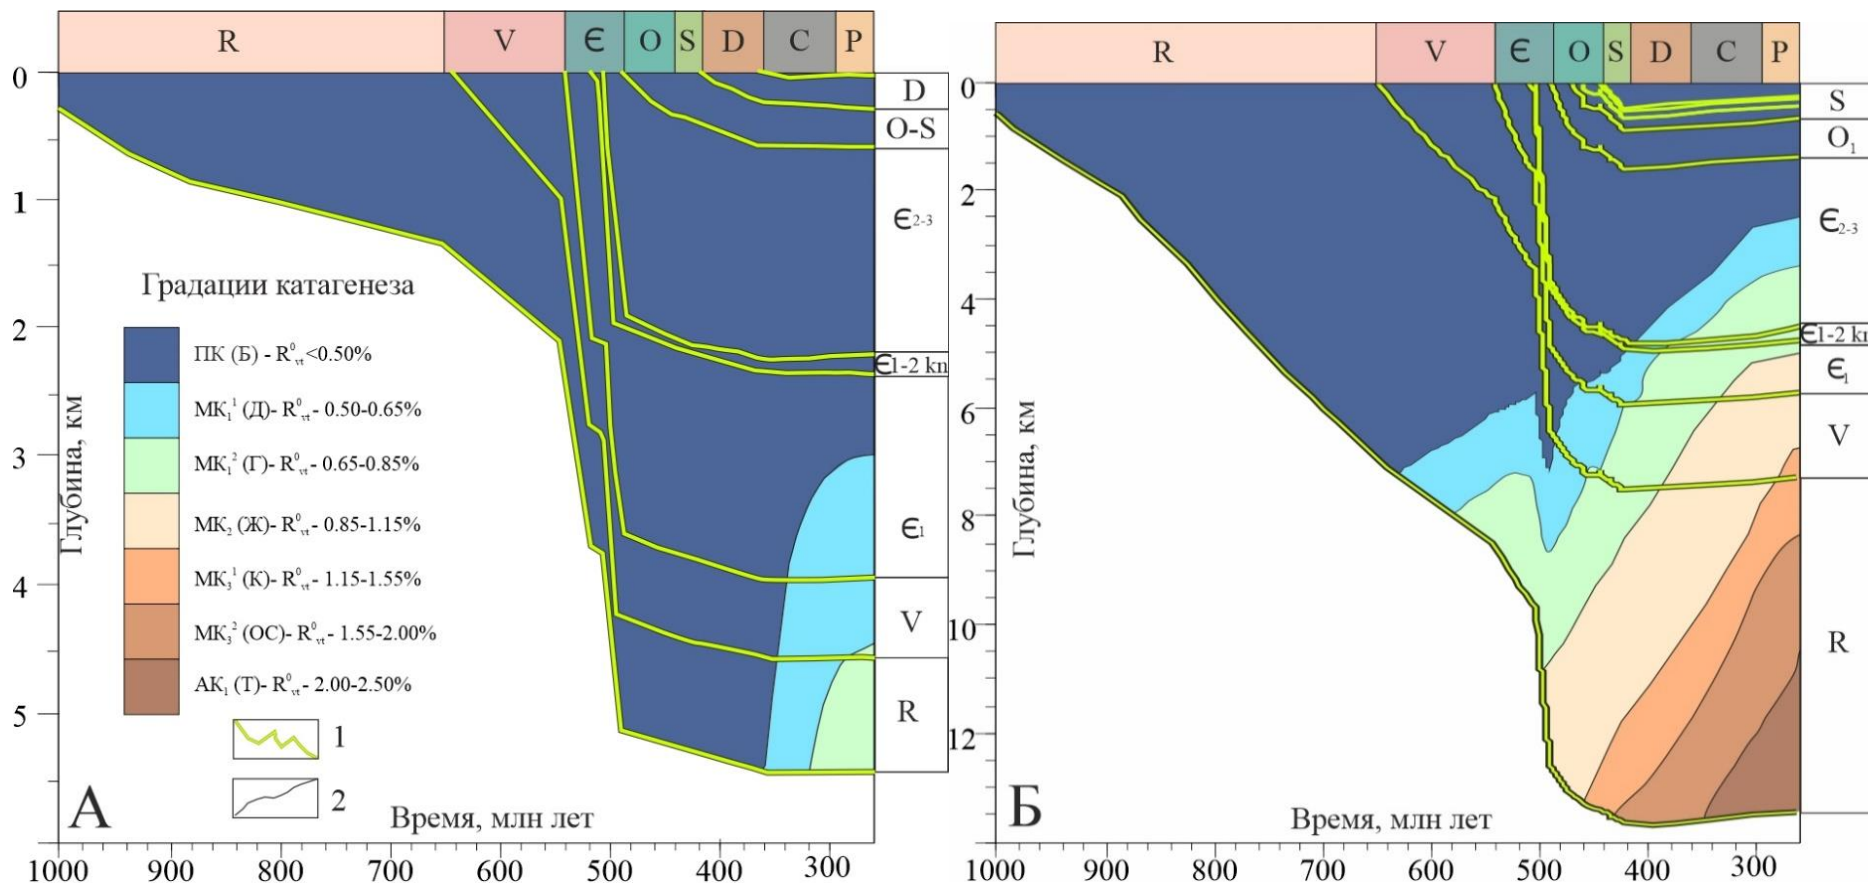 R V Є O S D C P
0
1
2
3
4
5
Глубина, км
Градации катагенеза
ПК (Б) - R⁰vt<0.50%
МК₁¹ (Д)- R⁰vt- 0.50-0.65%
МК₁² (Г)- R⁰vt- 0.65-0.85%
МК₂ (Ж)- R⁰vt- 0.85-1.15%
МК₃¹ (К)- R⁰vt- 1.15-1.55%
МК₃² (ОС)- R⁰vt- 1.55-2.00%
АК₁ (Т)- R⁰vt- 2.00-2.50%
1
2
D
O-S
Є₂₋₃
Є1-2 kn
Є₁
V
R
А
Время, млн лет
1000 900 800 700 600 500 400 300
R V Є O S D C P
0
2
4
6
8
10
12
Глубина, км
S
O₁
Є₂₋₃
Є1-2 kn
Є₁
V
R
Б
Время, млн лет
1000 900 800 700 600 500 400 300